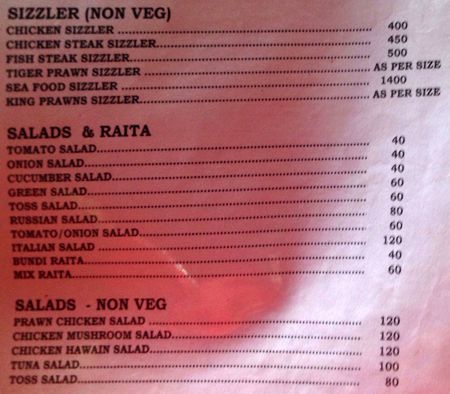 SIZZLER (NON VEG)
CHICKEN SIZZLER ........ 400
CHICKEN STEAK SIZZLER........ 450
FISH STEAK SIZZLER........ 500
TIGER PRAWN SIZZLER ........ AS PER SIZE
SEA FOOD SIZZLER ........ 1400
KING PRAWNS SIZZLER........ AS PER SIZE
SALADS & RAITA
TOMATO SALAD........ 40
ONION SALAD........ 40
CUCUMBER SALAD........ 40
GREEN SALAD........ 60
TOSS SALAD........ 60
RUSSIAN SALAD........ 80
TOMATO/ONION SALAD........ 60
ITALIAN SALAD ........ 120
BUNDI RAITA........ 40
MIX RAITA........ 60
SALADS - NON VEG
PRAWN CHICKEN SALAD ........ 120
CHICKEN MUSHROOM SALAD........ 120
CHICKEN HAWAIN SALAD........ 120
TUNA SALAD........ 100
TOSS SALAD........ 80